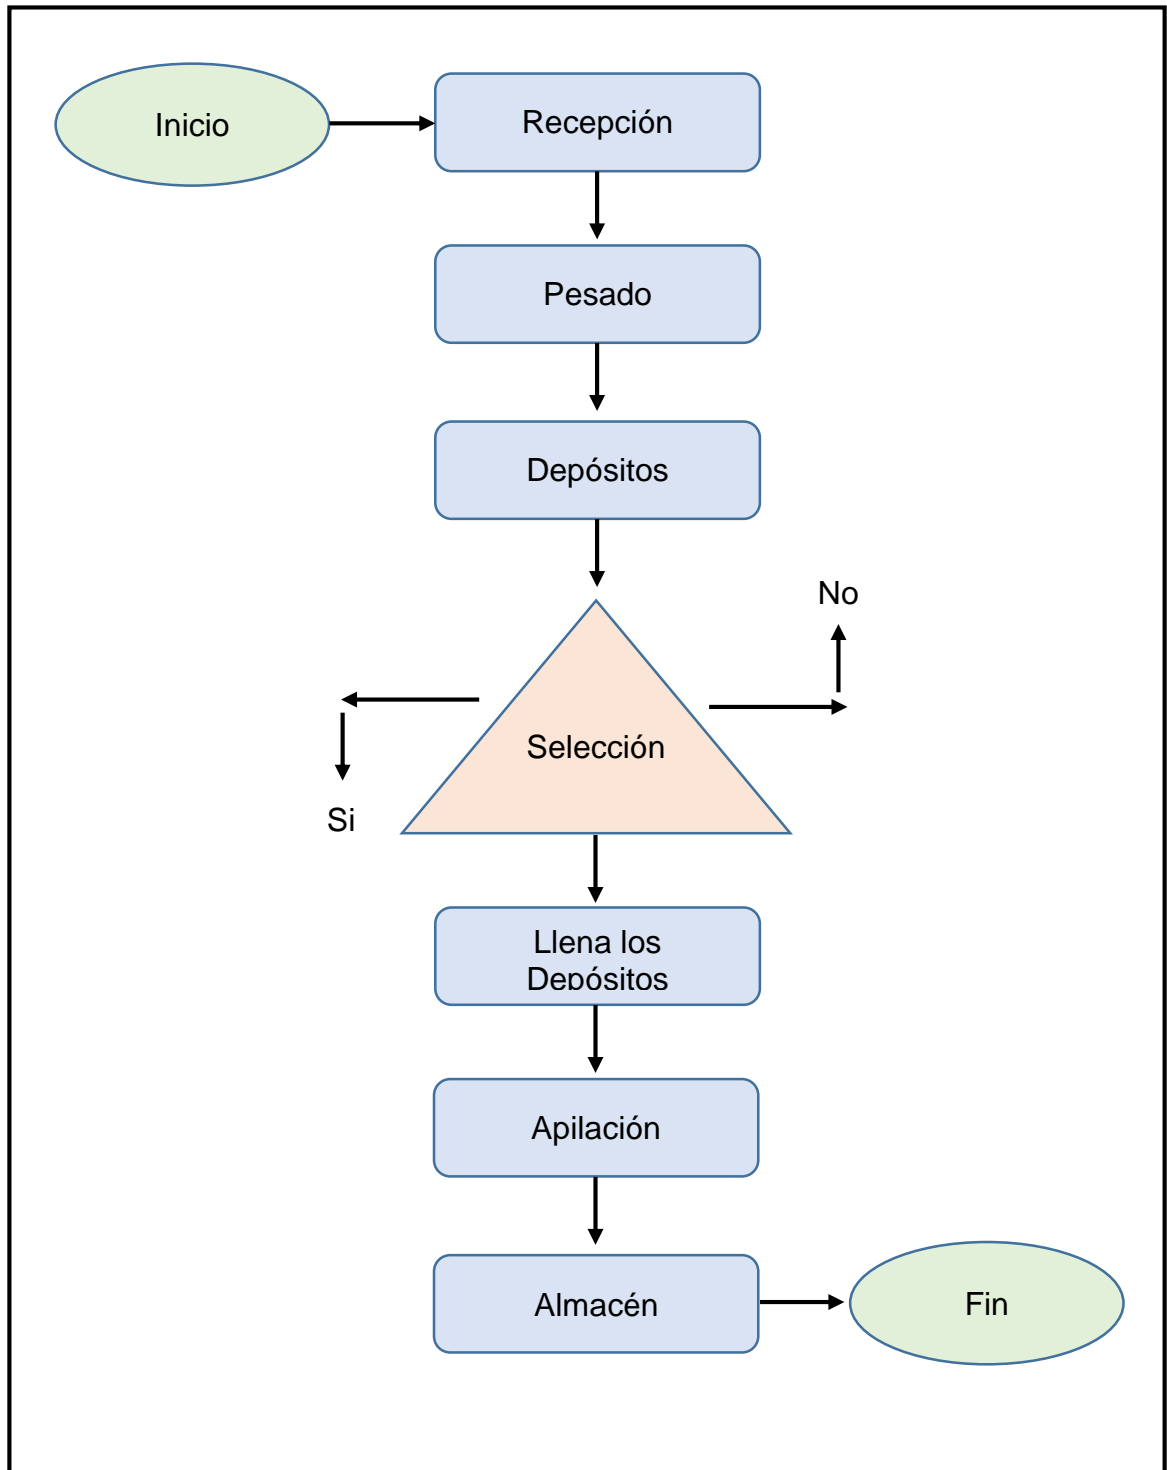 Inicio
Recepción
Pesado
Depósitos
No
Selección
Si
Llena los
Depósitos
Apilación
Almacén
Fin